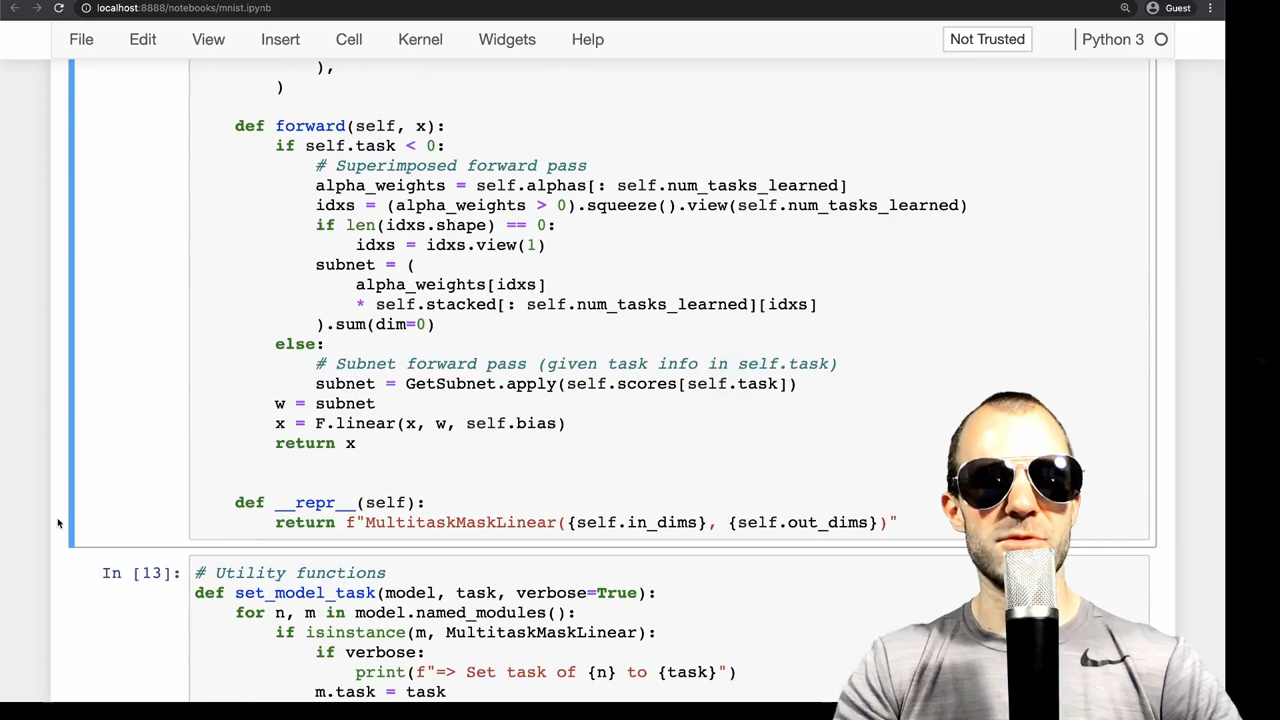 localhost:8888/notebooks/mnist.ipynb
Guest
File Edit View Insert Cell Kernel Widgets Help Not Trusted Python 3
),
)
def forward(self, x):
if self.task < 0:
# Superimposed forward pass
alpha_weights = self.alphas[: self.num_tasks_learned]
idxs = (alpha_weights > 0).squeeze().view(self.num_tasks_learned)
if len(idxs.shape) == 0:
idxs = idxs.view(1)
subnet = (
alpha_weights[idxs]
* self.stacked[: self.num_tasks_learned][idxs]
).sum(dim=0)
else:
# Subnet forward pass (given task info in self.task)
subnet = GetSubnet.apply(self.scores[self.task])
w = subnet
x = F.linear(x, w, self.bias)
return x
def __repr__(self):
return f"MultitaskMaskLinear({self.in_dims}, {self.out_dims})"
In [13]: # Utility functions
def set_model_task(model, task, verbose=True):
for n, m in model.named_modules():
if isinstance(m, MultitaskMaskLinear):
if verbose:
print(f"=> Set task of {n} to {task}")
m.task = task